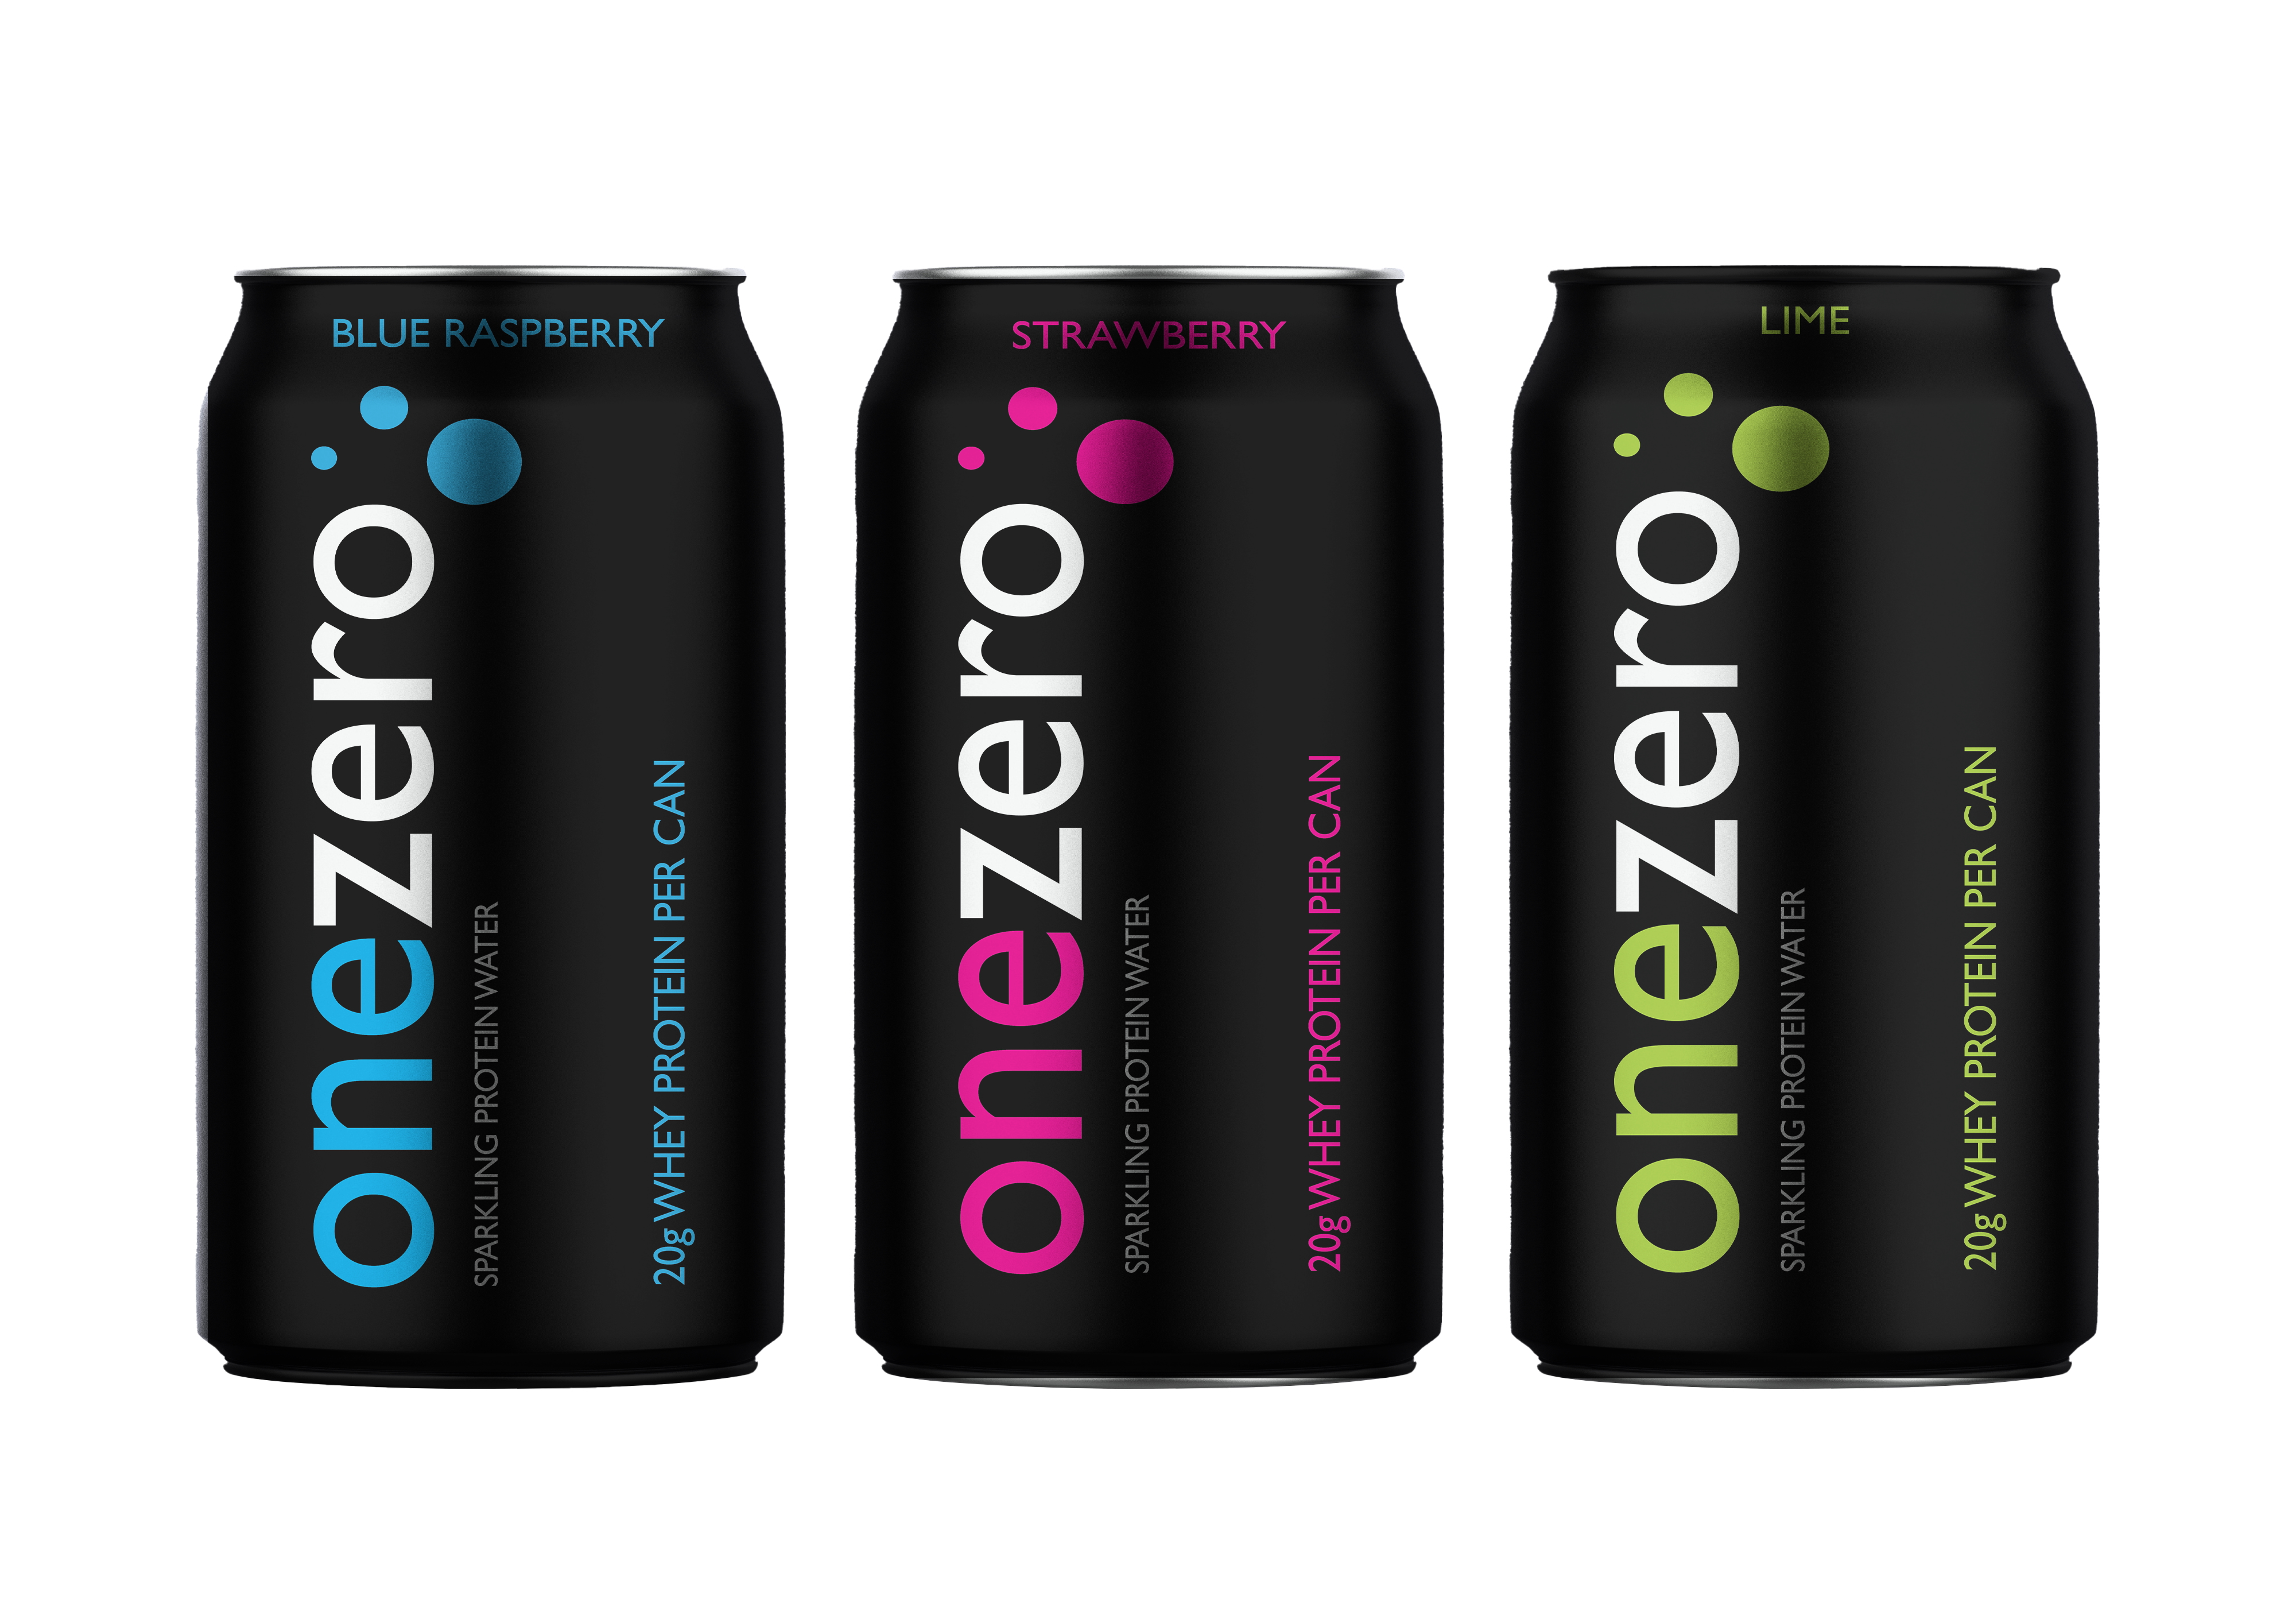 BLUE RASPBERRY
onezero
SPARKLING PROTEIN WATER
20g WHEY PROTEIN PER CAN
STRAWBERRY
onezero
SPARKLING PROTEIN WATER
20g WHEY PROTEIN PER CAN
LIME
onezero
SPARKLING PROTEIN WATER
20g WHEY PROTEIN PER CAN